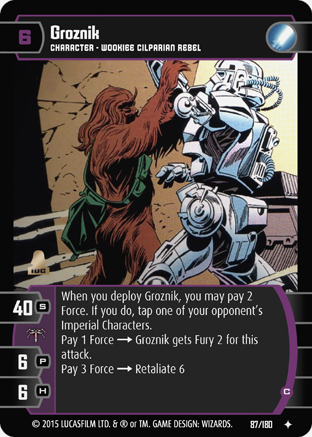 6
Groznik
CHARACTER - WOOKIEE CILPARIAN REBEL
IUC
40 S
When you deploy Groznik, you may pay 2
Force. If you do, tap one of your opponent's
Imperial Characters.
Pay 1 Force → Groznik gets Fury 2 for this
attack.
Pay 3 Force → Retaliate 6
6 P
6 H
C
© 2015 LUCASFILM LTD. & ® OR TM. GAME DESIGN: WIZARDS. 87/180